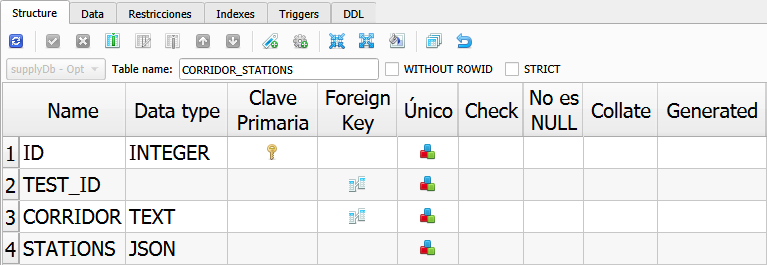 Structure Data Restricciones Indexes Triggers DDL
supplyDb - Opt Table name: CORRIDOR_STATIONS WITHOUT ROWID STRICT
Name Data type Clave Primaria Foreign Key Único Check No es NULL Collate Generated
1 ID INTEGER
2 TEST_ID
3 CORRIDOR TEXT
4 STATIONS JSON